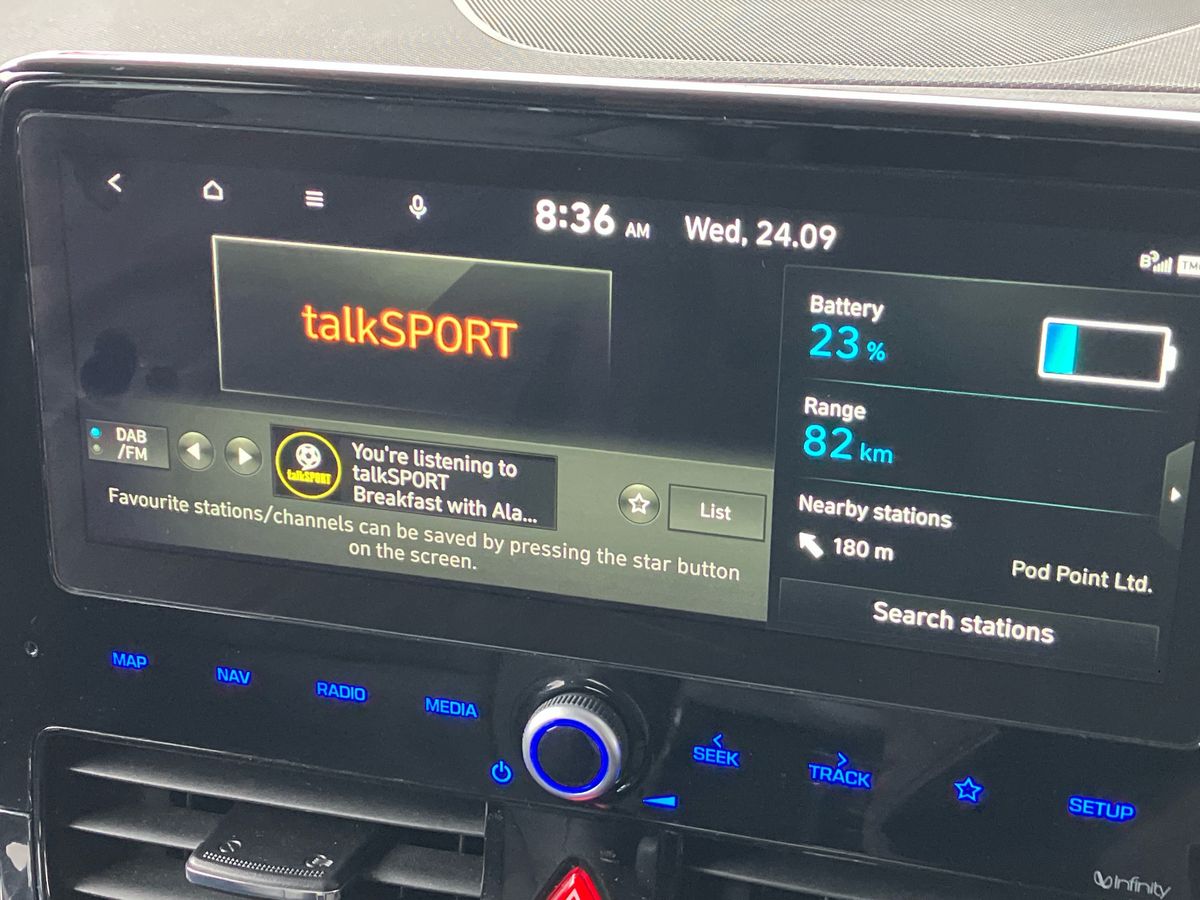 8:36 AM Wed, 24.09
talkSPORT
DAB
/FM
talkSPORT
You're listening to
talkSPORT
Breakfast with Ala...
List
Favourite stations/channels can be saved by pressing the star button
on the screen.
Battery
23 %
Range
82 km
Nearby stations
180 m
Pod Point Ltd.
Search stations
MAP
NAV
RADIO
MEDIA
SEEK
TRACK
SETUP
Infinity